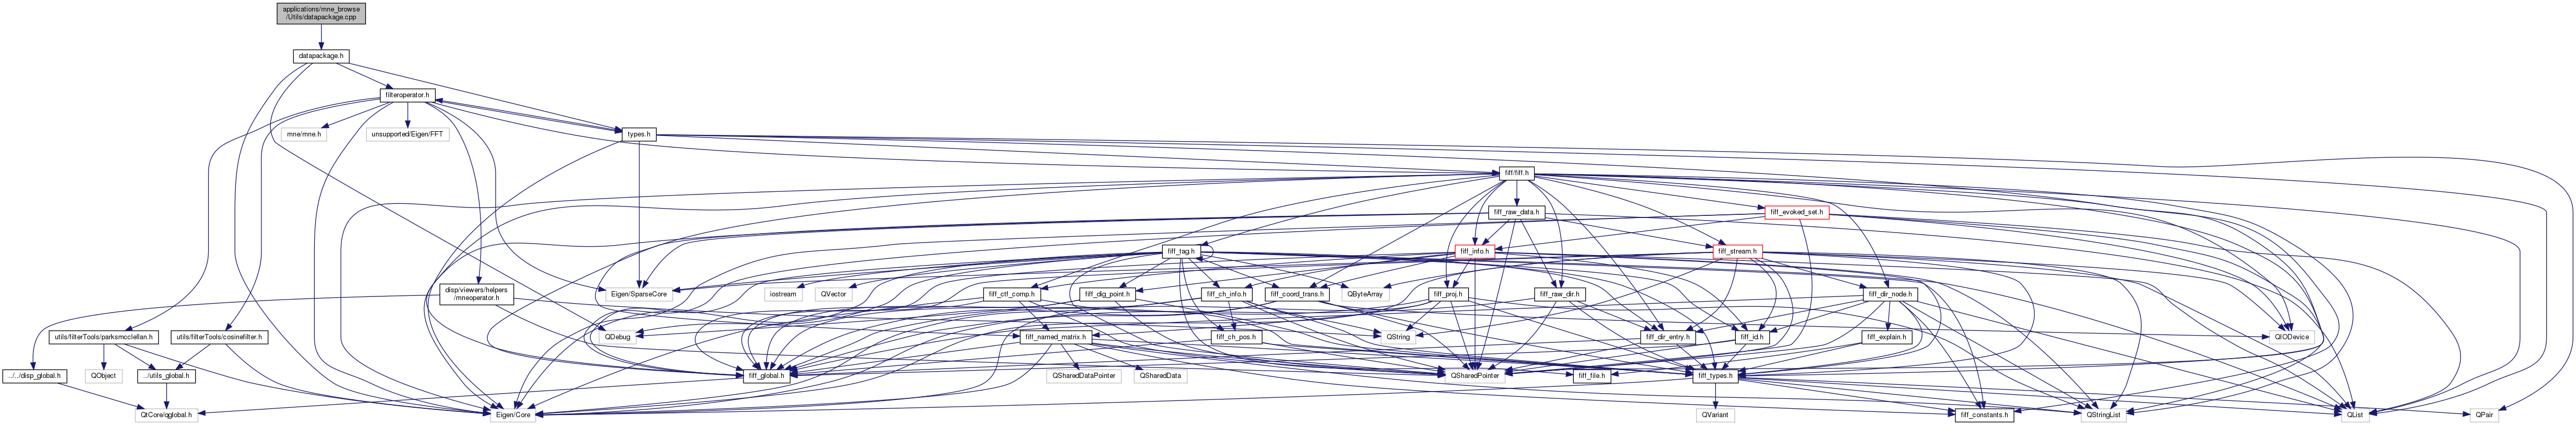 applications/mne_browse
/Utils/datapackage.cpp
datapackage.h
filteroperator.h
mne/mne.h
unsupported/Eigen/FFT
types.h
fiff/fiff.h
fiff_raw_data.h
fiff_evoked_set.h
fiff_tag.h
fiff_info.h
fiff_stream.h
disp/viewers/helpers
/mneoperator.h
Eigen/SparseCore
iostream
QVector
fiff_ctf_comp.h
fiff_dig_point.h
fiff_ch_info.h
fiff_coord_trans.h
QByteArray
fiff_proj.h
fiff_raw_dir.h
fiff_dir_node.h
utils/filterTools/parksmcclellan.h
utils/filterTools/cosinefilter.h
QDebug
fiff_named_matrix.h
fiff_ch_pos.h
QString
fiff_dir_entry.h
fiff_id.h
fiff_explain.h
QIODevice
../../disp_global.h
QObject
../utils_global.h
fiff_global.h
QSharedDataPointer
QSharedData
QSharedPointer
fiff_file.h
fiff_types.h
QtCore/qglobal.h
Eigen/Core
QVariant
fiff_constants.h
QStringList
QList
QPair